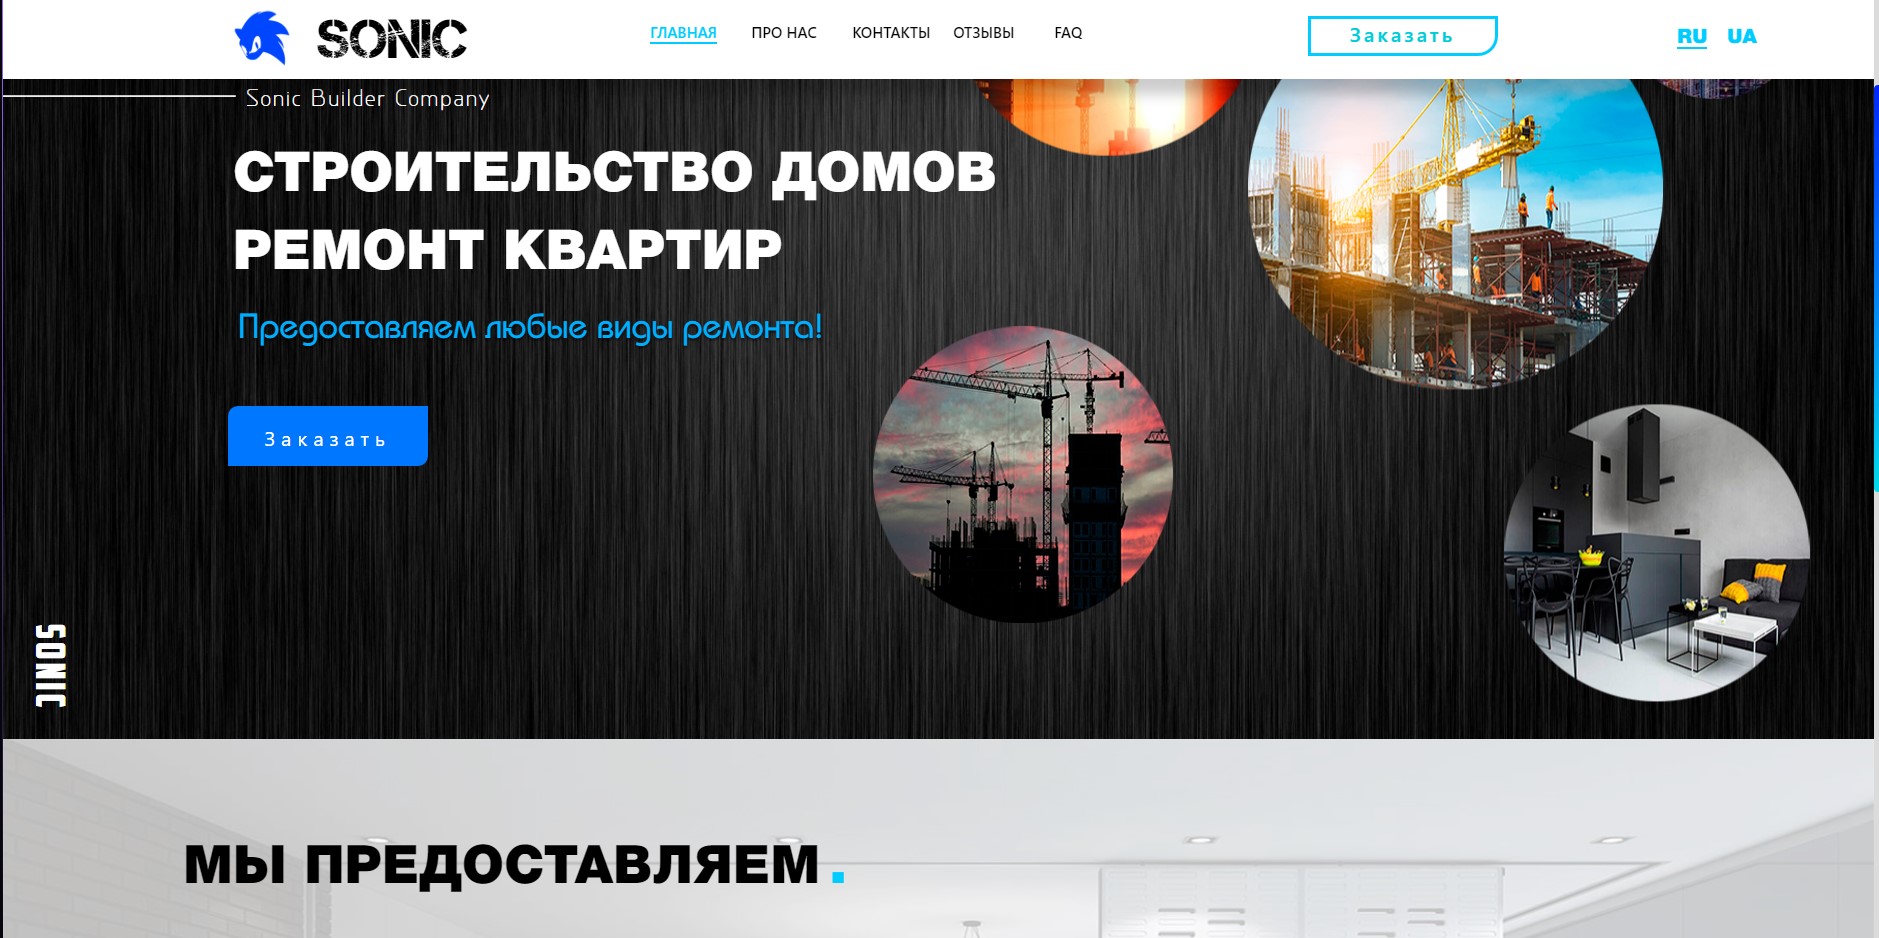 SONIC
ГЛАВНАЯ ПРО НАС КОНТАКТЫ ОТЗЫВЫ FAQ
Заказать
RU UA
Sonic Builder Company
СТРОИТЕЛЬСТВО ДОМОВ
РЕМОНТ КВАРТИР
Предоставляем любые виды ремонта!
Заказать
SONIC
МЫ ПРЕДОСТАВЛЯЕМ.